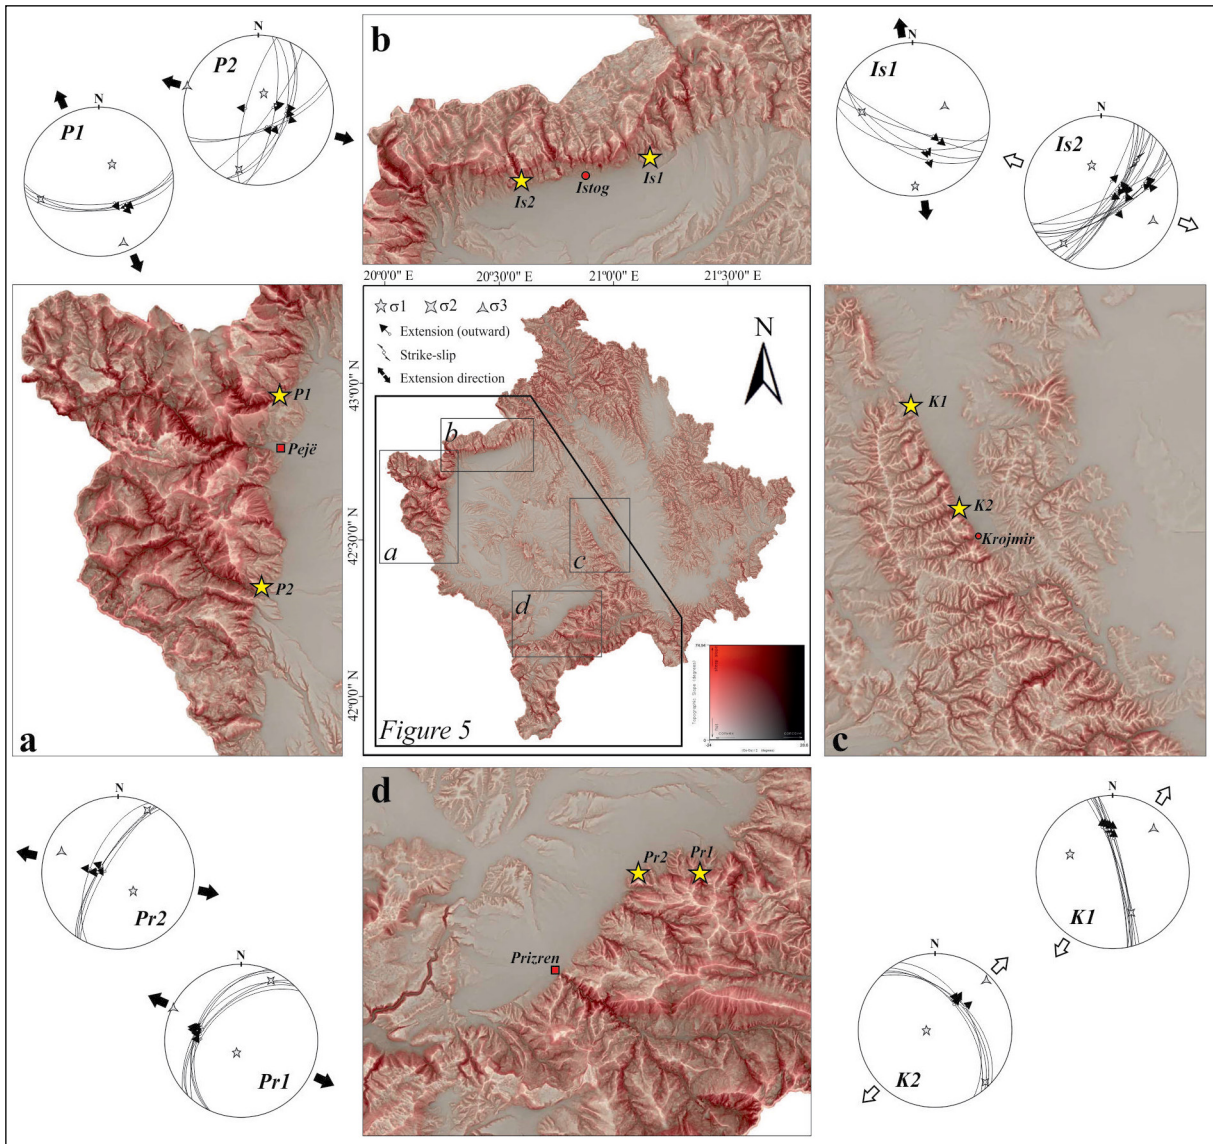 N
P2
N
P1
b
Is1
Istog
Is2
N
Is1
N
Is2
20°0'0" E
20°30'0" E
21°0'0" E
21°30'0" E
P1
Pejë
P2
a
σ1
σ2
σ3
Extension (outward)
Strike-slip
Extension direction
N
43°0'0" N
42°30'0" N
42°0'0" N
a
b
c
d
Figure 5
K1
K2
Krojmir
c
N
Pr2
N
Pr1
d
Pr2
Pr1
Prizren
N
K1
N
K2